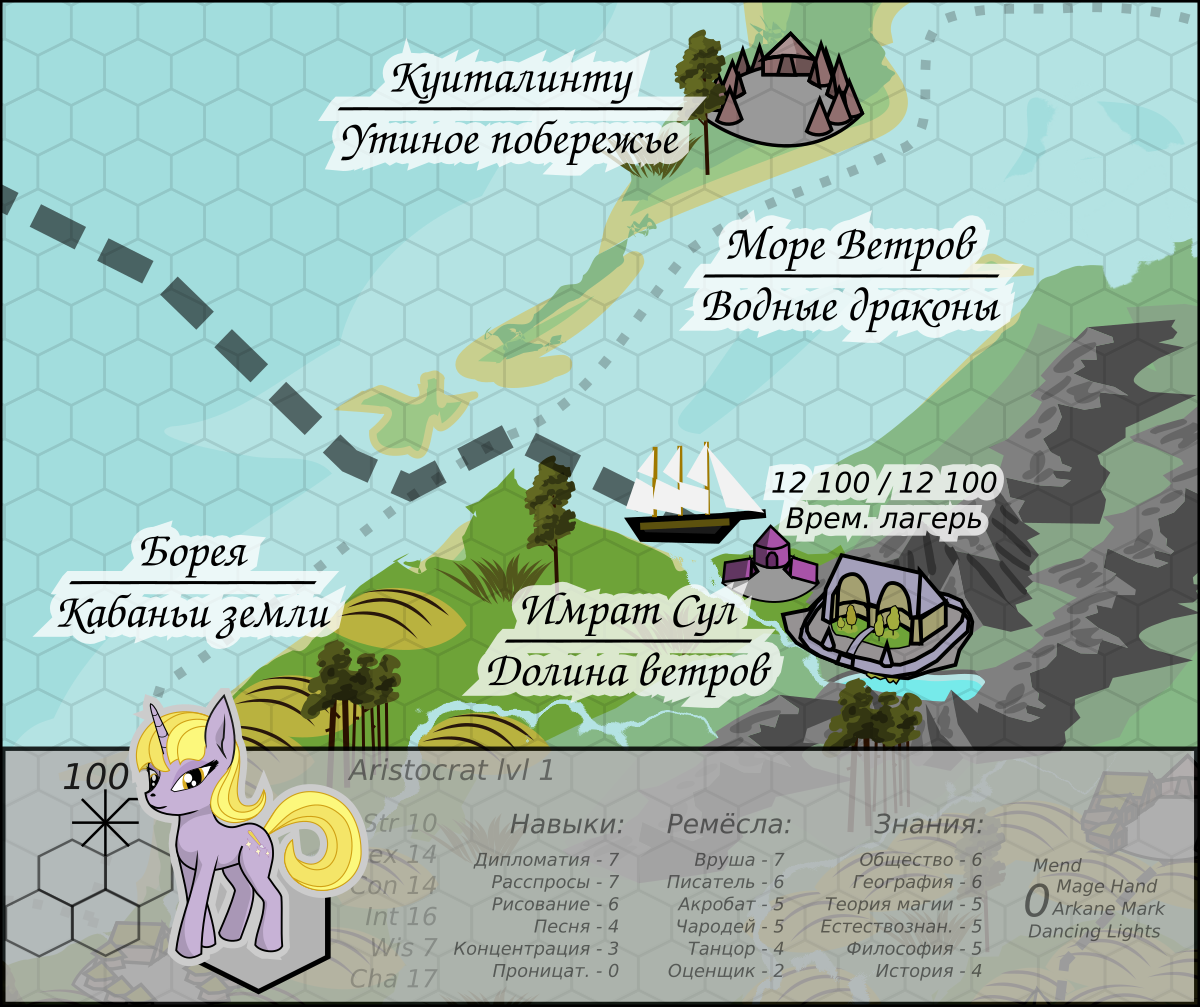 Куиталинту
Утиное побережье
Море Ветров
Водные драконы
12 100 / 12 100
Врем. лагерь
Борея
Кабаньи земли
Имрат Сул
Долина ветров
100
Aristocrat lvl 1
Str 10
ex 14
Con 14
Int 16
Wis 7
Cha 17
Навыки:
Дипломатия - 7
Расспросы - 7
Рисование - 6
Песня - 4
Концентрация - 3
Проницат. - 0
Ремёсла:
Вруша - 7
Писатель - 6
Акробат - 5
Чародей - 5
Танцор - 4
Оценщик - 2
Знания:
Общество - 6
География - 6
Теория магии - 5
Естествознан. - 5
Философия - 5
История - 4
0
Mend
Mage Hand
Arkane Mark
Dancing Lights